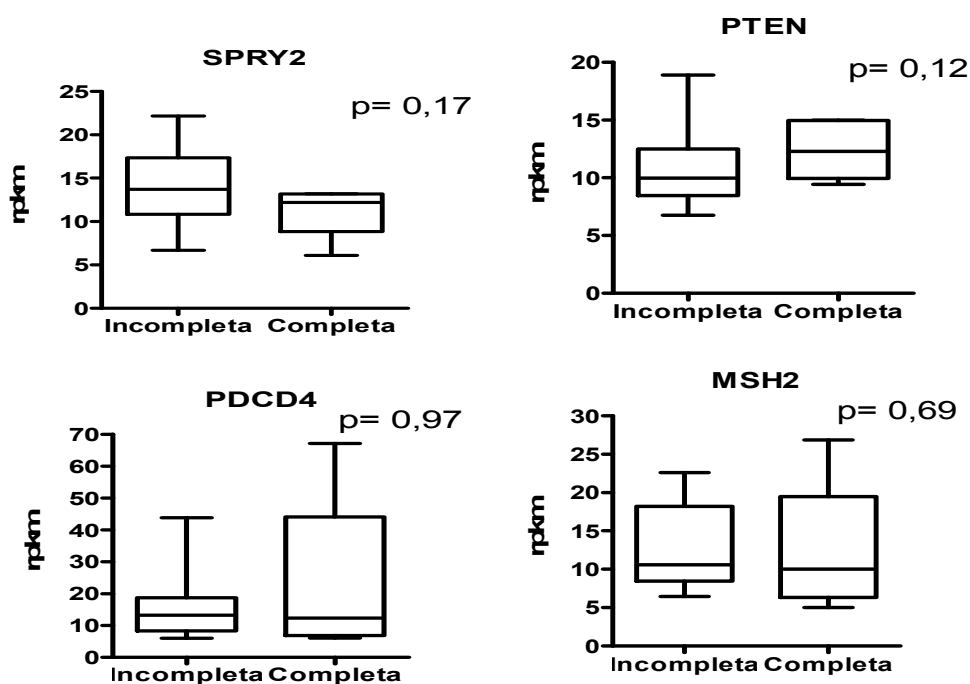 SPRY2
p= 0,17
25
20
15
10
5
0
rpkm
Incompleta Completa
PTEN
p= 0,12
20
15
10
5
0
rpkm
Incompleta Completa
PDCD4
p= 0,97
70
60
50
40
30
20
10
0
rpkm
Incompleta Completa
MSH2
p= 0,69
30
25
20
15
10
5
0
rpkm
Incompleta Completa